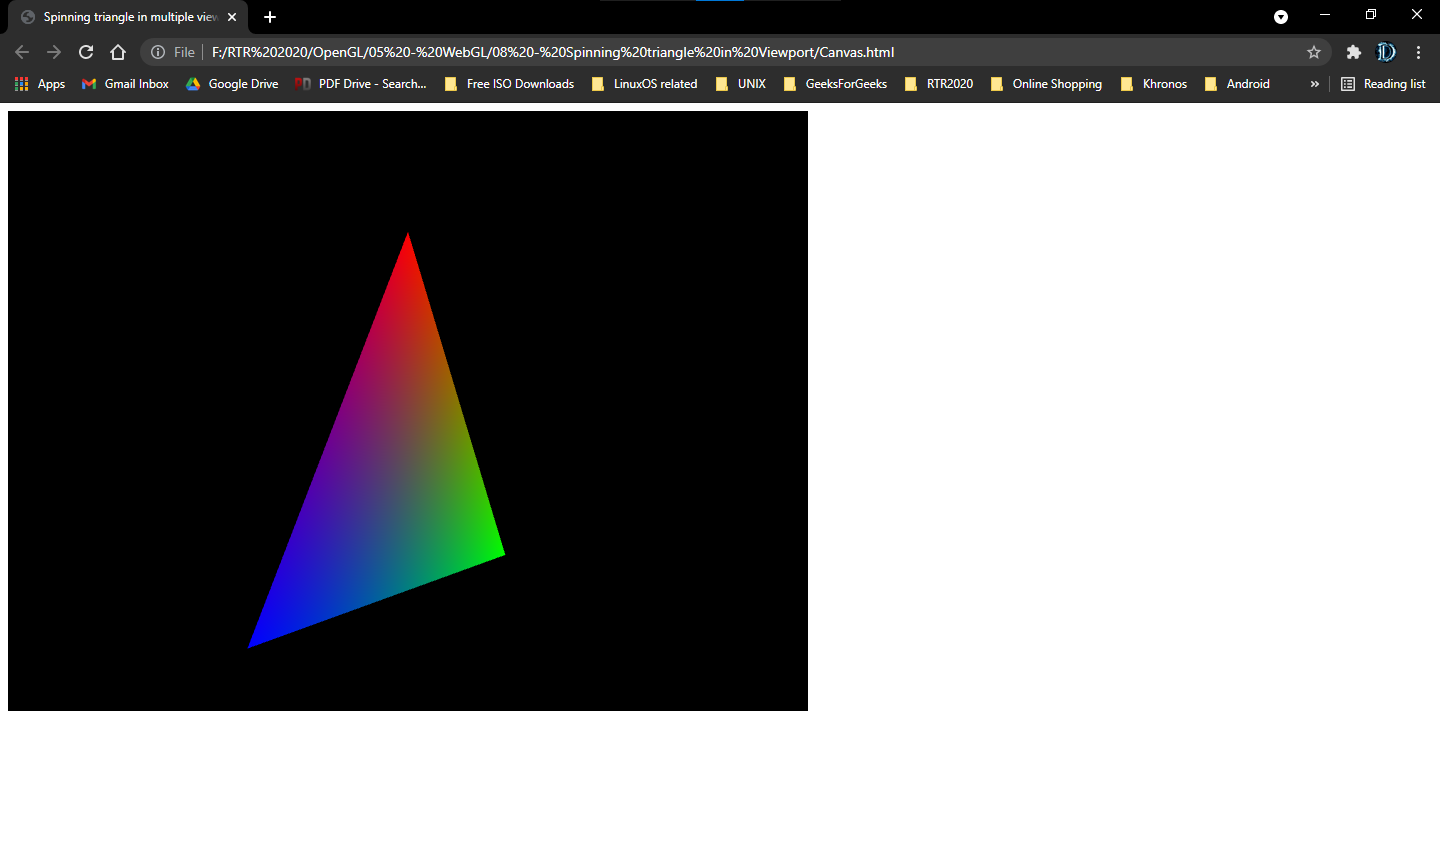 Spinning triangle in multiple view
File F:/RTR%202020/OpenGL/05%20-%20WebGL/08%20-%20Spinning%20triangle%20in%20Viewport/Canvas.html
Apps Gmail Inbox Google Drive PDF Drive - Search... Free ISO Downloads LinuxOS related UNIX GeeksForGeeks RTR2020 Online Shopping Khronos Android » Reading list